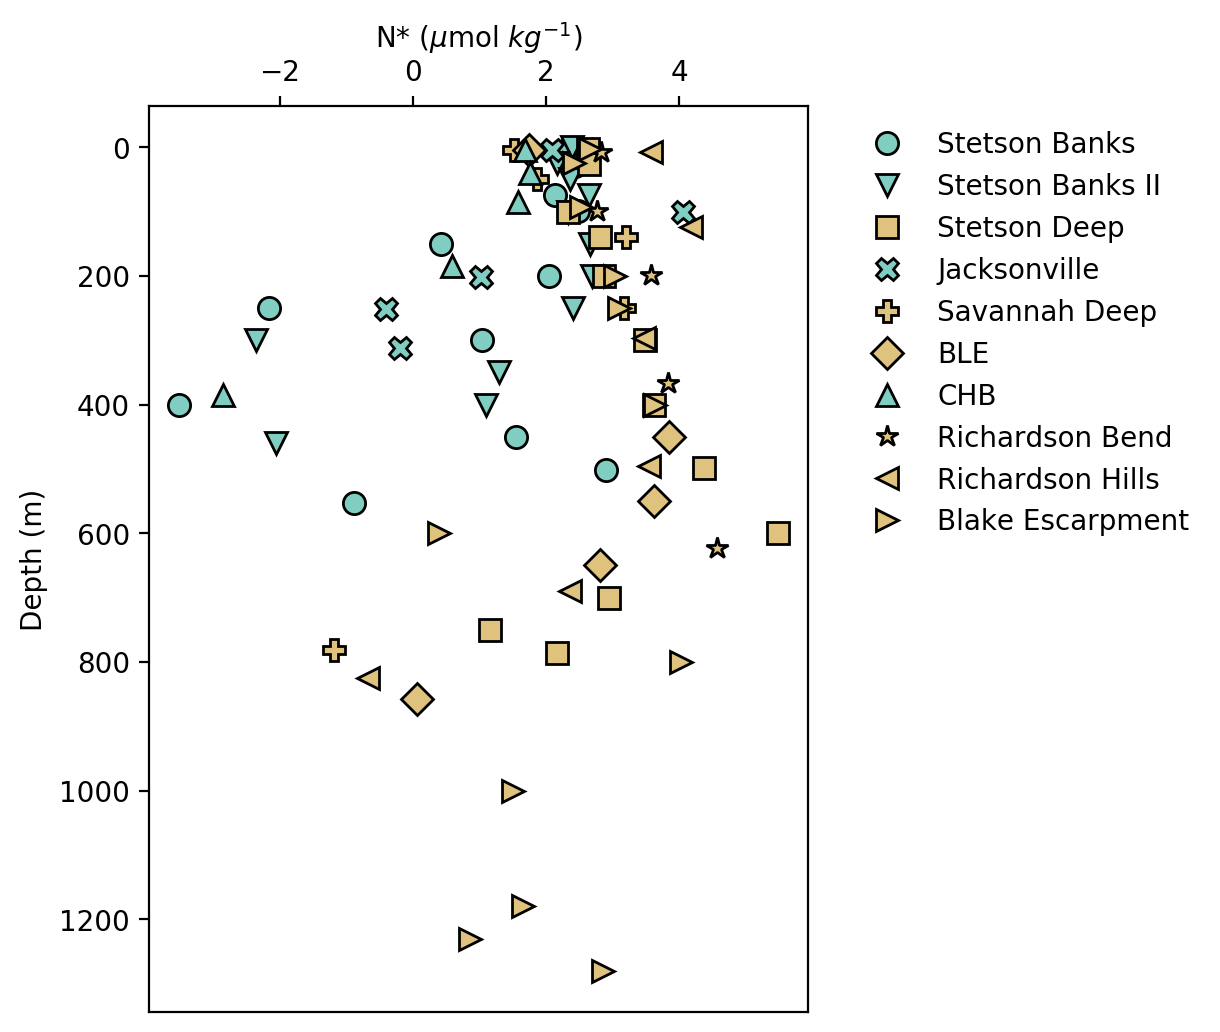 N* (μmol kg⁻¹)
−2 0 2 4
0
200
400
600
800
1000
1200
Depth (m)
Stetson Banks
Stetson Banks II
Stetson Deep
Jacksonville
Savannah Deep
BLE
CHB
Richardson Bend
Richardson Hills
Blake Escarpment